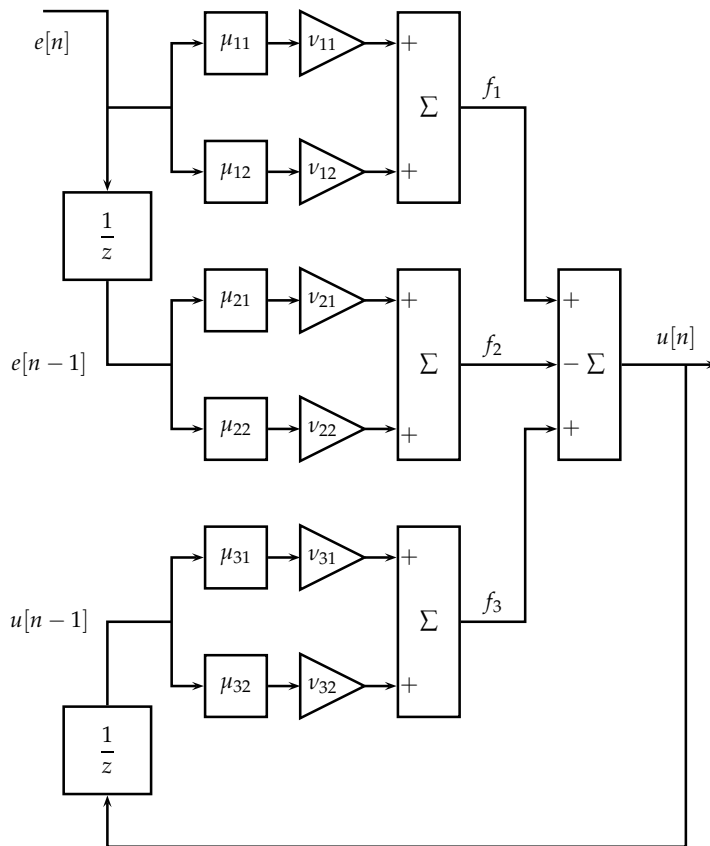 e[n]
μ₁₁
ν₁₁
+
Σ
f₁
μ₁₂
ν₁₂
+
1
z
μ₂₁
ν₂₁
+
+
e[n − 1]
Σ
f₂
− Σ
u[n]
μ₂₂
ν₂₂
+
+
μ₃₁
ν₃₁
+
u[n − 1]
Σ
f₃
μ₃₂
ν₃₂
+
1
z